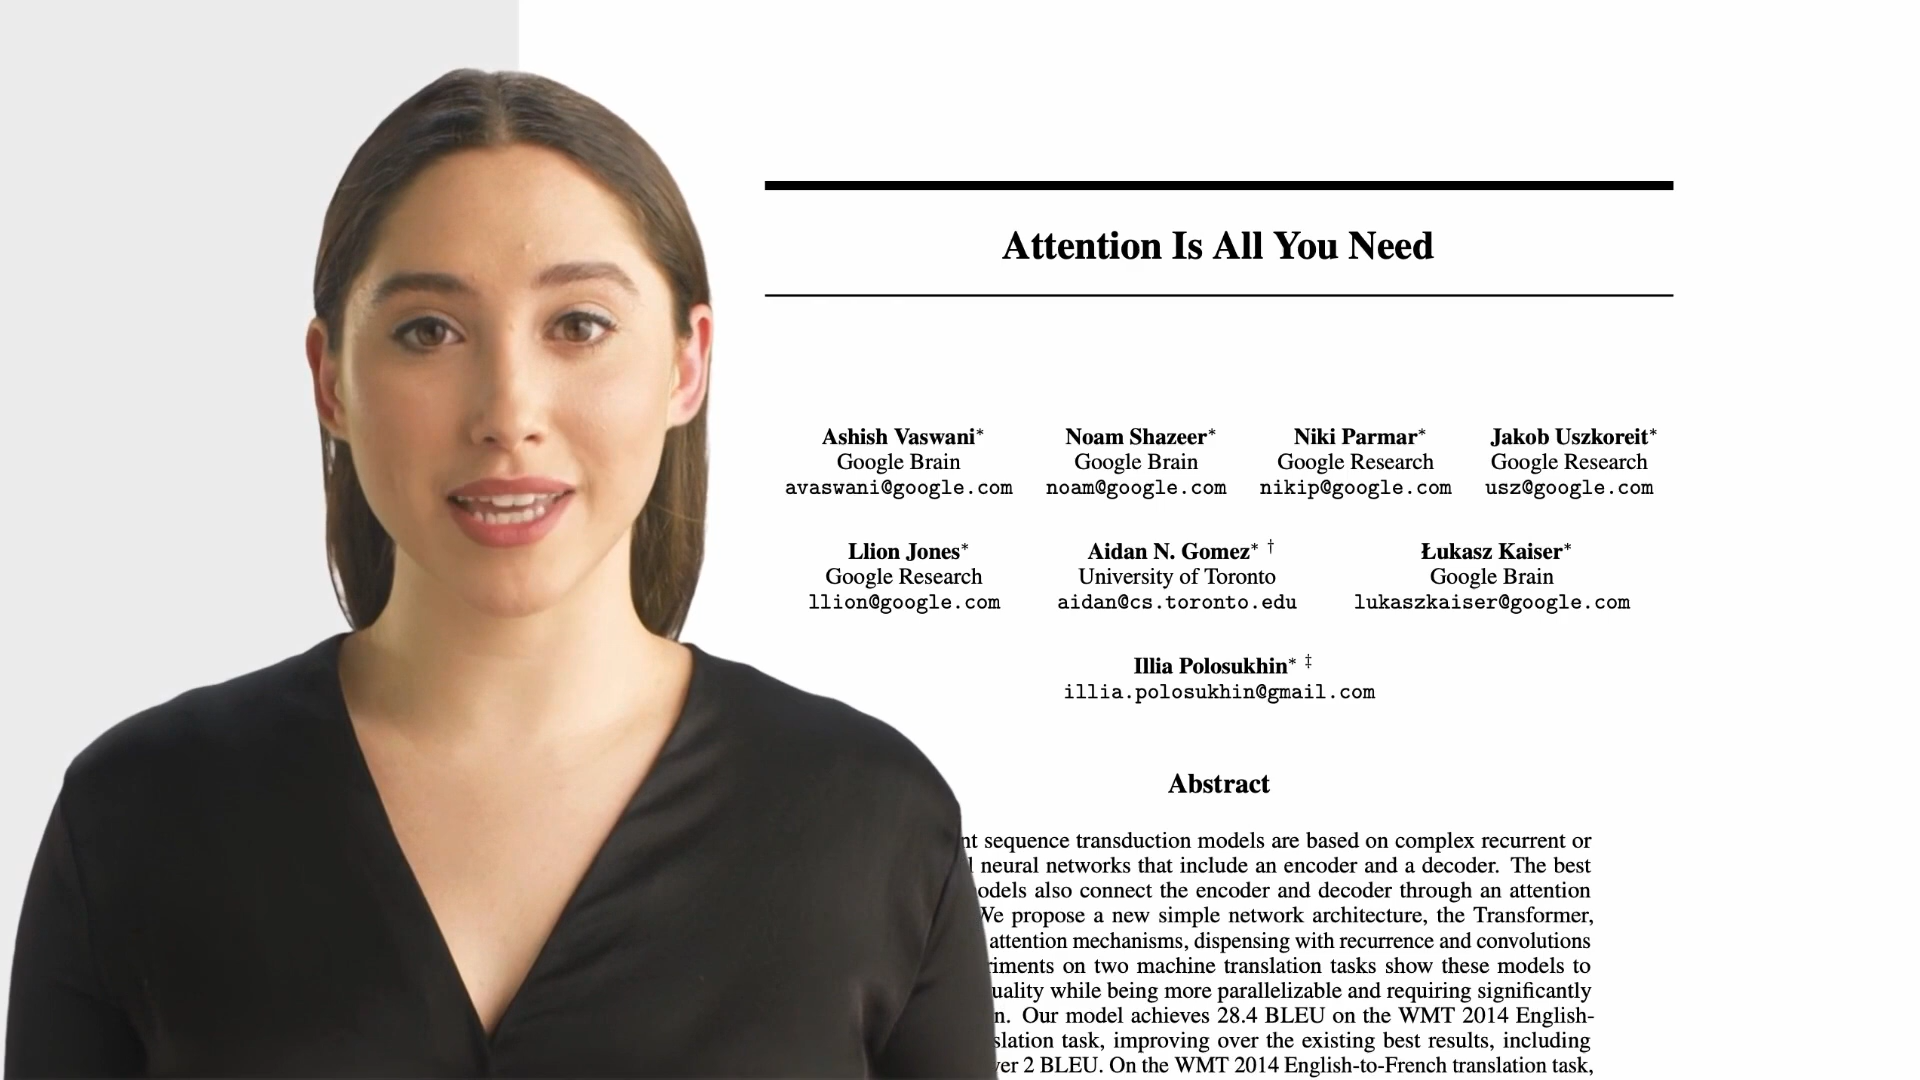 Attention Is All You Need
Ashish Vaswani* Noam Shazeer* Niki Parmar* Jakob Uszkoreit*
Google Brain Google Brain Google Research Google Research
avaswani@google.com noam@google.com nikip@google.com usz@google.com
Llion Jones* Aidan N. Gomez* † Łukasz Kaiser*
Google Research University of Toronto Google Brain
llion@google.com aidan@cs.toronto.edu lukaszkaiser@google.com
Illia Polosukhin* ‡
illia.polosukhin@gmail.com
Abstract
sequence transduction models are based on complex recurrent or
neural networks that include an encoder and a decoder. The best
also connect the encoder and decoder through an attention
We propose a new simple network architecture, the Transformer,
attention mechanisms, dispensing with recurrence and convolutions
on two machine translation tasks show these models to
while being more parallelizable and requiring significantly
Our model achieves 28.4 BLEU on the WMT 2014 English-
task, improving over the existing best results, including
2 BLEU. On the WMT 2014 English-to-French translation task,